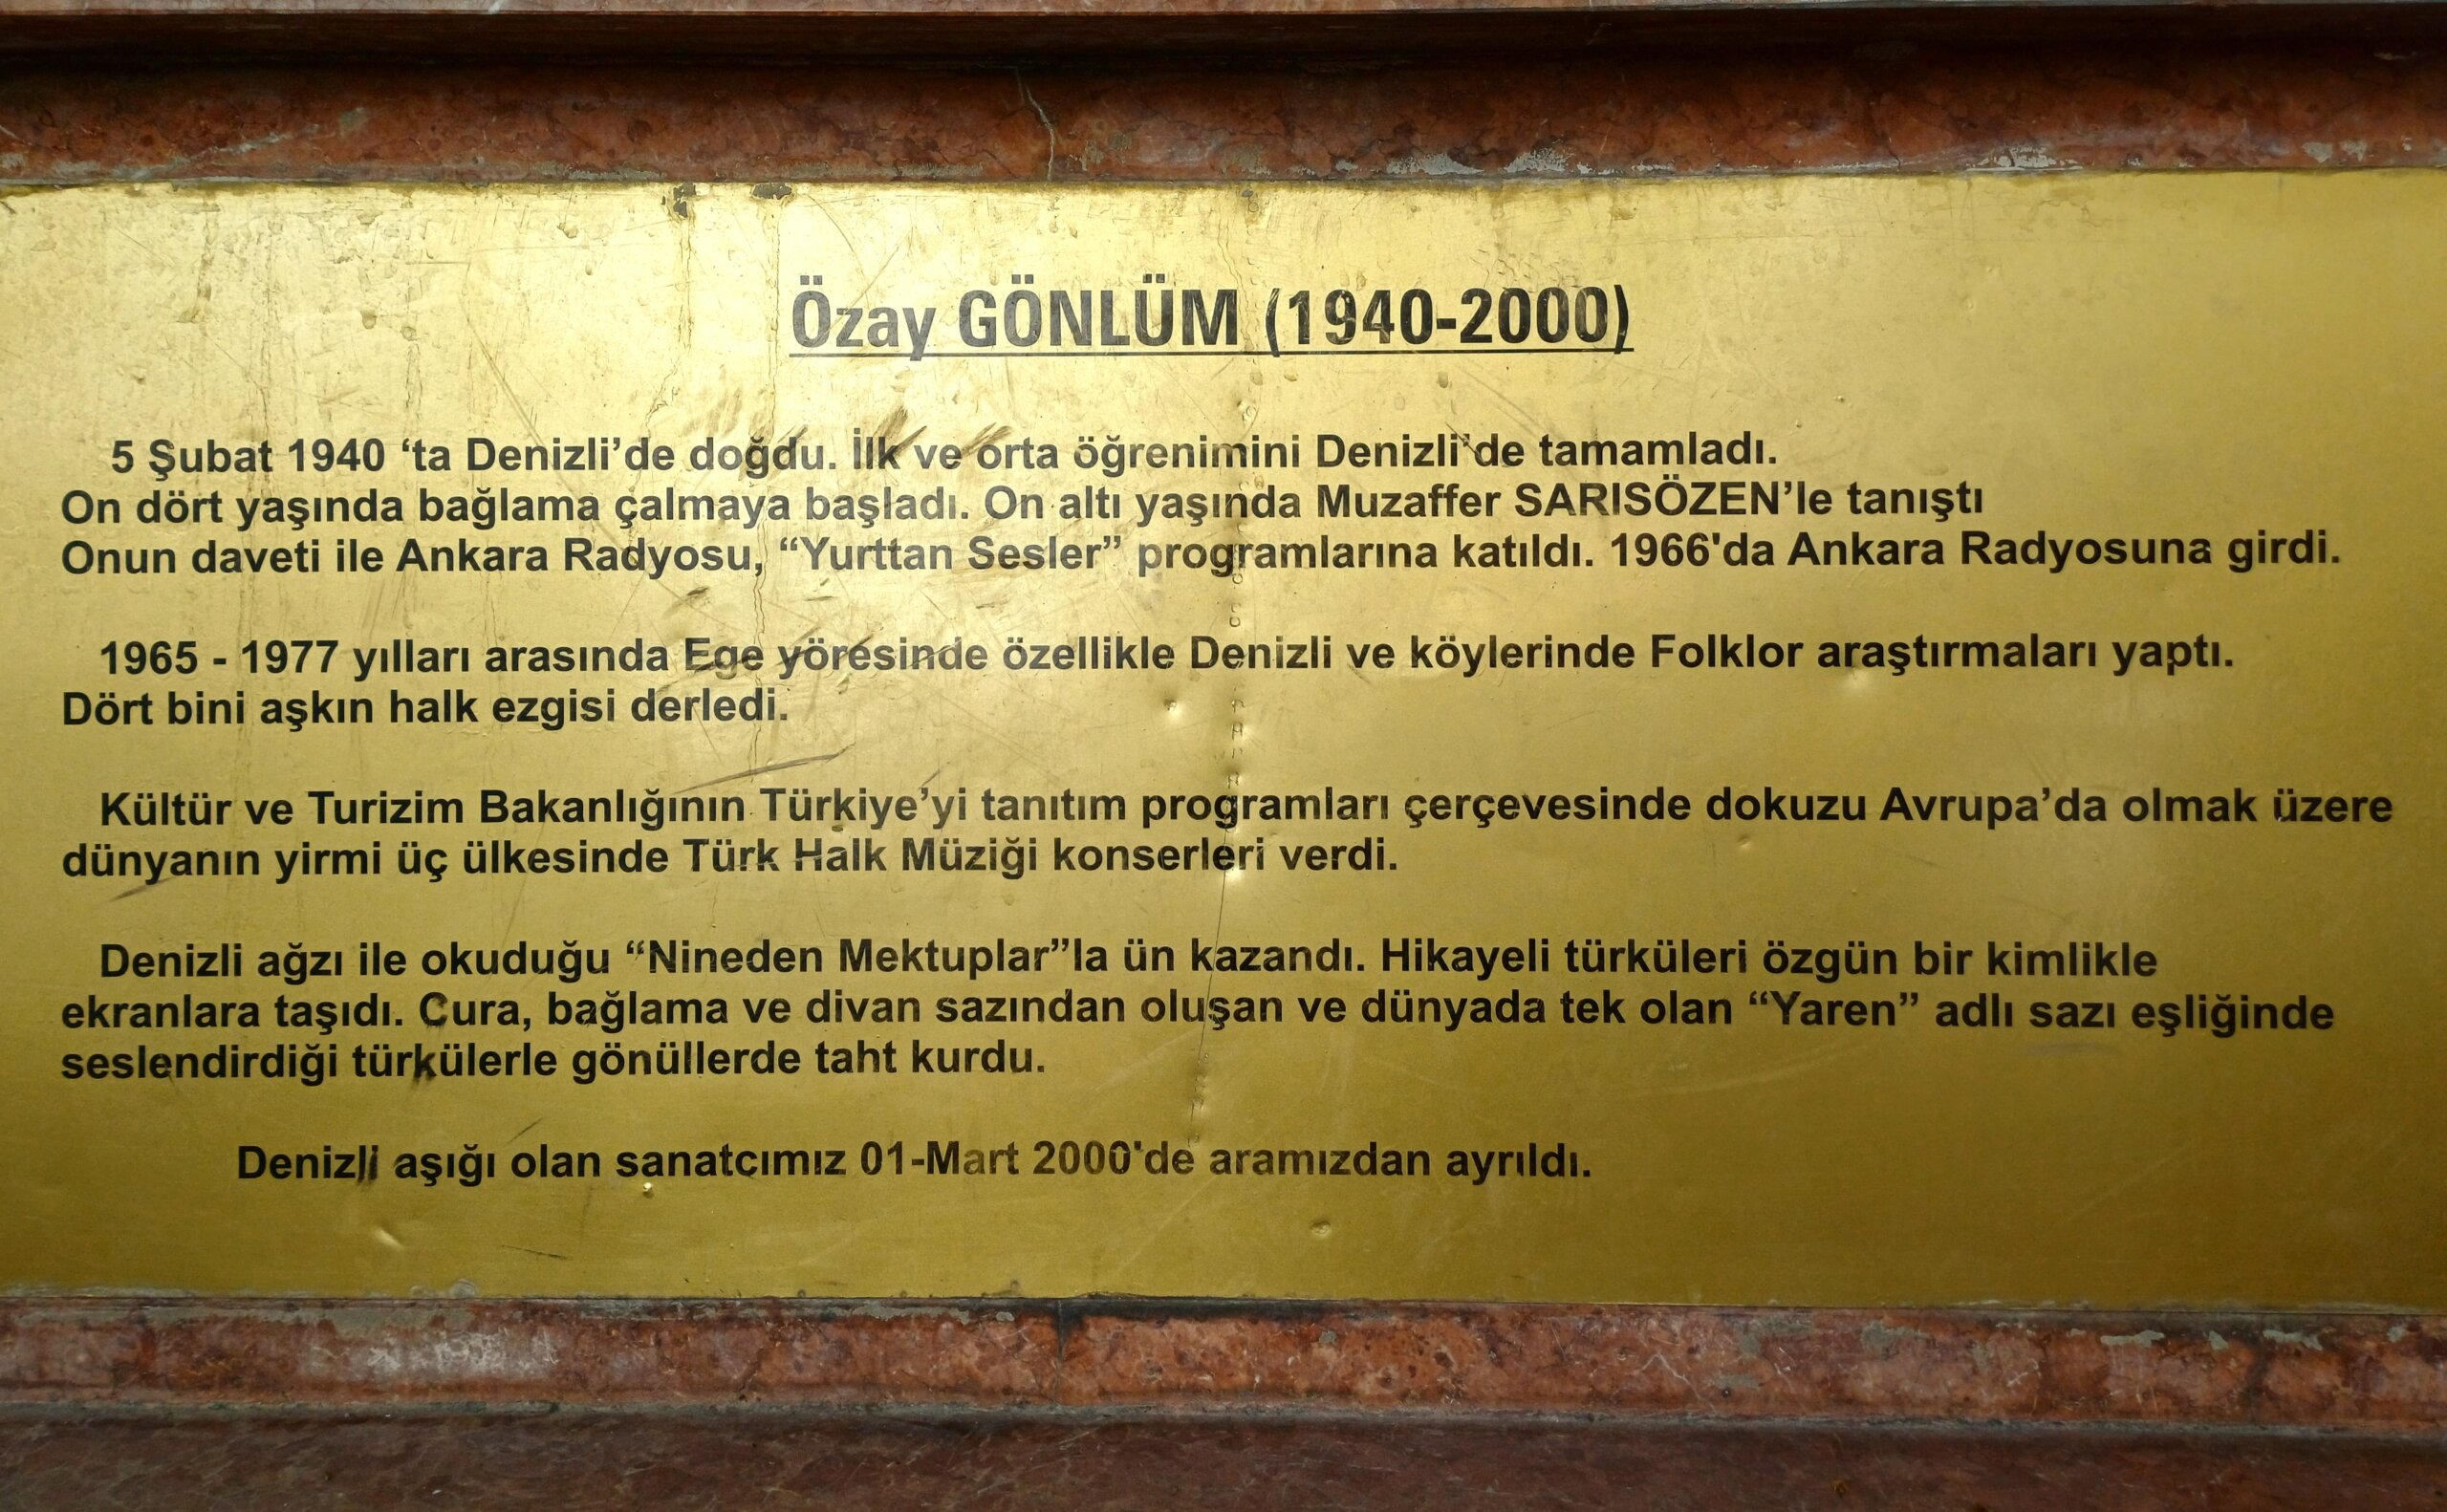 Özay GÖNLÜM (1940-2000)
5 Şubat 1940 ‘ta Denizli’de doğdu. İlk ve orta öğrenimini Denizli’de tamamladı.
On dört yaşında bağlama çalmaya başladı. On altı yaşında Muzaffer SARISÖZEN’le tanıştı
Onun daveti ile Ankara Radyosu, “Yurttan Sesler” programlarına katıldı. 1966'da Ankara Radyosuna girdi.
1965 - 1977 yılları arasında Ege yöresinde özellikle Denizli ve köylerinde Folklor araştırmaları yaptı.
Dört bini aşkın halk ezgisi derledi.
Kültür ve Turizim Bakanlığının Türkiye’yi tanıtım programları çerçevesinde dokuzu Avrupa’da olmak üzere
dünyanın yirmi üç ülkesinde Türk Halk Müziği konserleri verdi.
Denizli ağzı ile okuduğu “Nineden Mektuplar”la ün kazandı. Hikayeli türküleri özgün bir kimlikle
ekranlara taşıdı. Cura, bağlama ve divan sazından oluşan ve dünyada tek olan “Yaren” adlı sazı eşliğinde
seslendirdiği türkülerle gönüllerde taht kurdu.
Denizli aşığı olan sanatcımız 01-Mart 2000'de aramızdan ayrıldı.